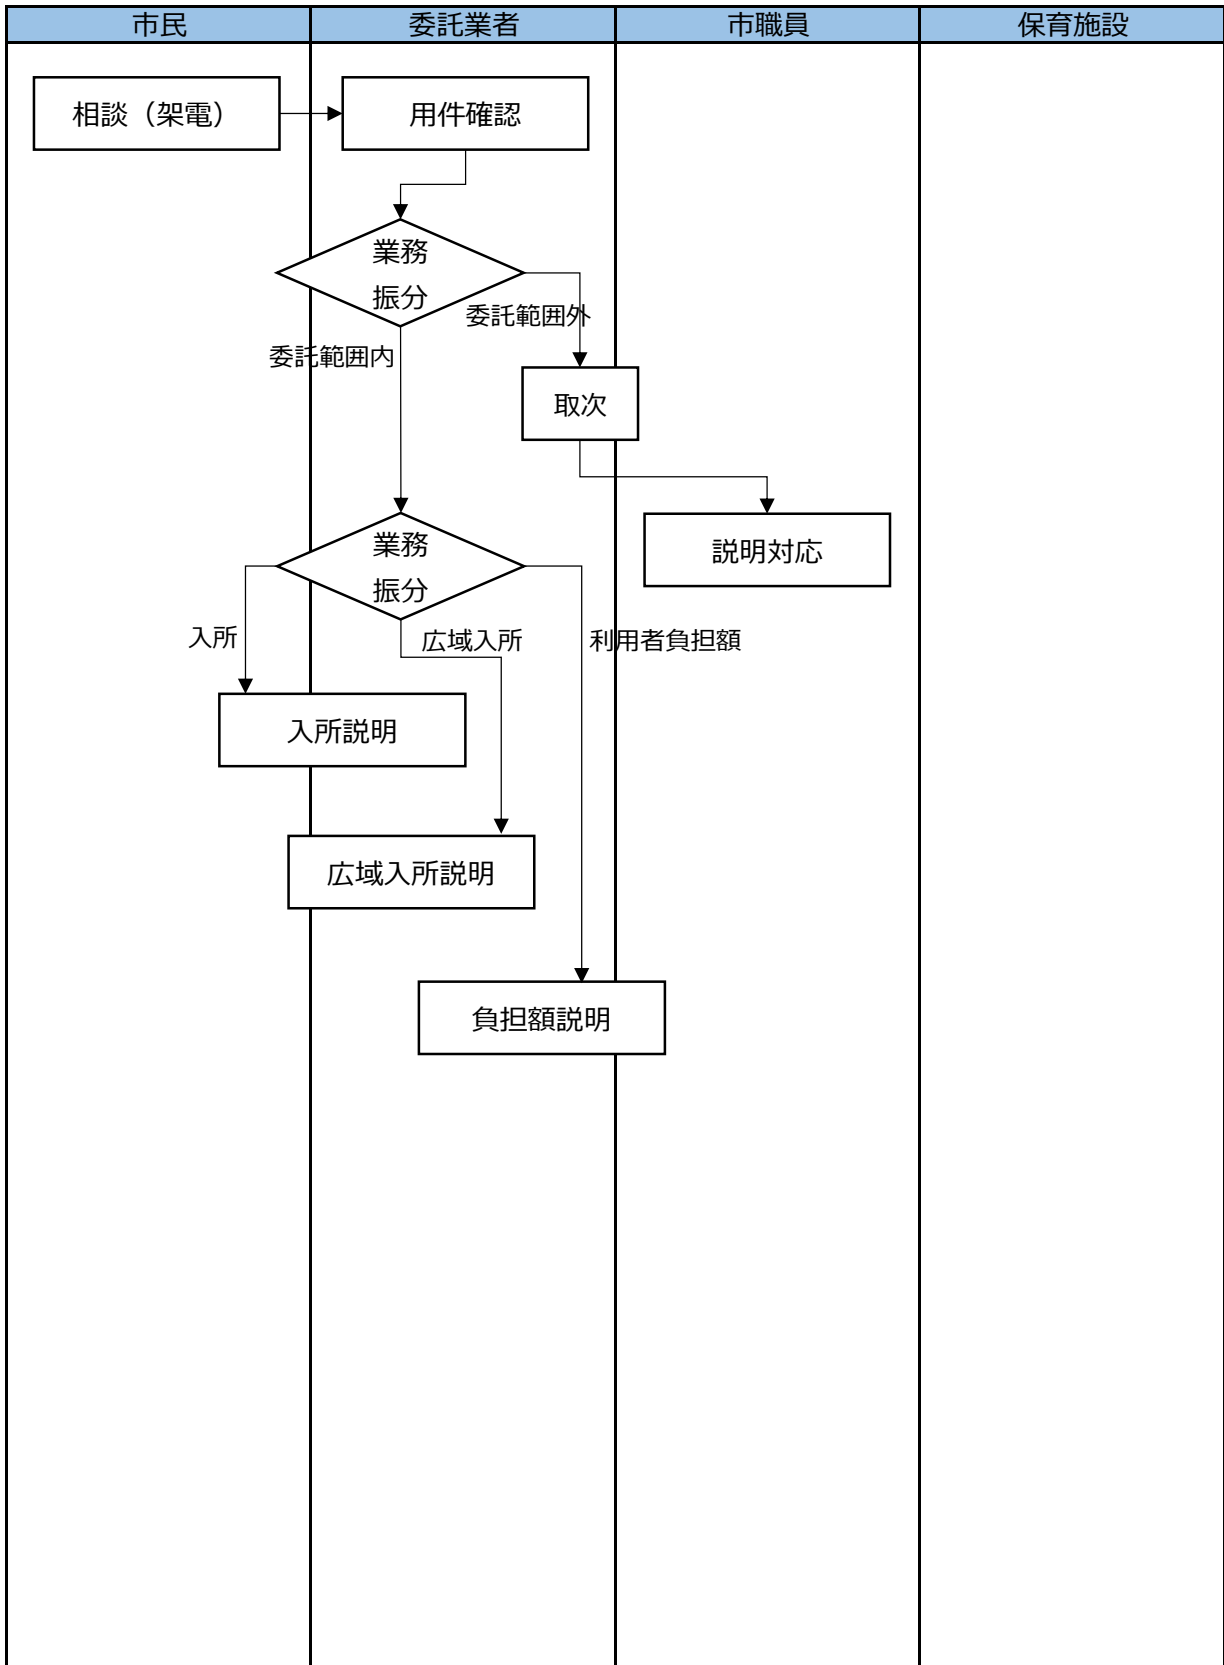 市民
委託業者
市職員
保育施設
相談（架電）
用件確認
業務
振分
委託範囲外
委託範囲内
取次
業務
振分
説明対応
入所
広域入所
利用者負担額
入所説明
広域入所説明
負担額説明